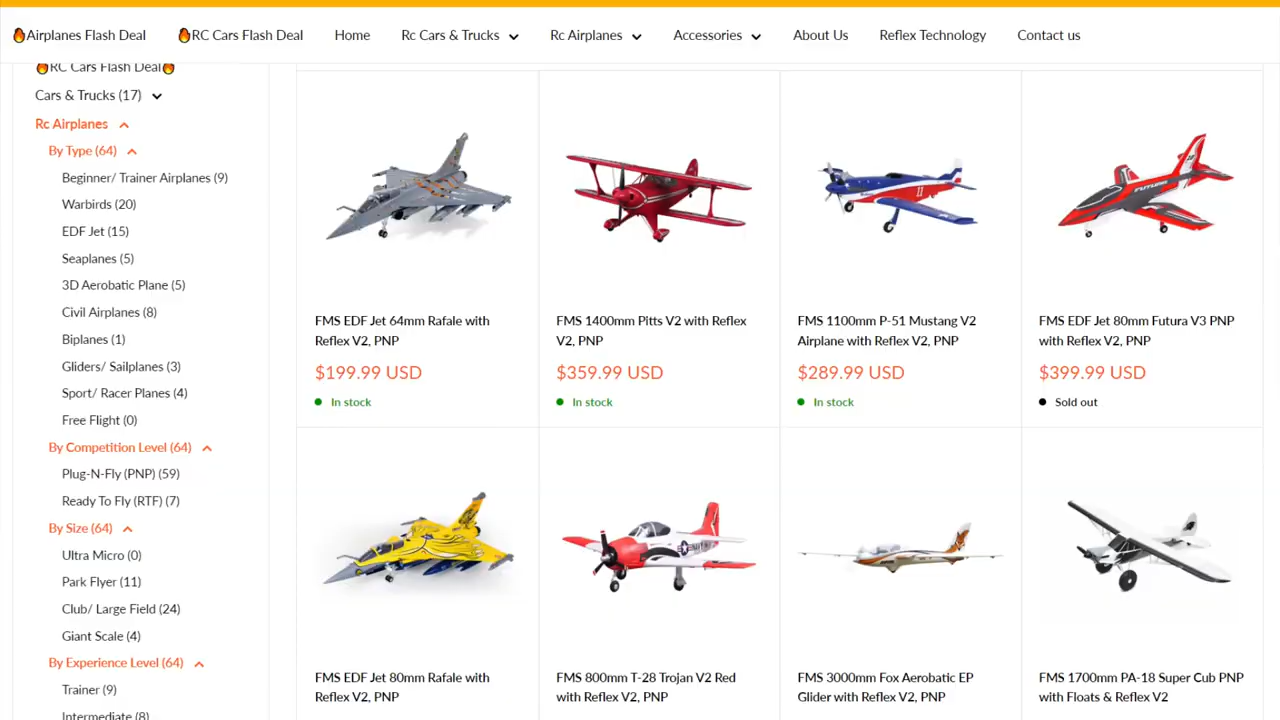 🔥Airplanes Flash Deal
🔥RC Cars Flash Deal
Home
Rc Cars & Trucks
Rc Airplanes
Accessories
About Us
Reflex Technology
Contact us
🔥RC Cars Flash Deal🔥
Cars & Trucks (17)
Rc Airplanes
By Type (64)
Beginner/ Trainer Airplanes (9)
Warbirds (20)
EDF Jet (15)
Seaplanes (5)
3D Aerobatic Plane (5)
Civil Airplanes (8)
Biplanes (1)
Gliders/ Sailplanes (3)
Sport/ Racer Planes (4)
Free Flight (0)
By Competition Level (64)
Plug-N-Fly (PNP) (59)
Ready To Fly (RTF) (7)
By Size (64)
Ultra Micro (0)
Park Flyer (11)
Club/ Large Field (24)
Giant Scale (4)
By Experience Level (64)
Trainer (9)
Intermediate (8)
FMS EDF Jet 64mm Rafale with
Reflex V2, PNP
$199.99 USD
In stock
FMS 1400mm Pitts V2 with Reflex
V2, PNP
$359.99 USD
In stock
FMS 1100mm P-51 Mustang V2
Airplane with Reflex V2, PNP
$289.99 USD
In stock
FMS EDF Jet 80mm Futura V3 PNP
with Reflex V2, PNP
$399.99 USD
Sold out
FMS EDF Jet 80mm Rafale with
Reflex V2, PNP
FMS 800mm T-28 Trojan V2 Red
with Reflex V2, PNP
FMS 3000mm Fox Aerobatic EP
Glider with Reflex V2, PNP
FMS 1700mm PA-18 Super Cub PNP
with Floats & Reflex V2